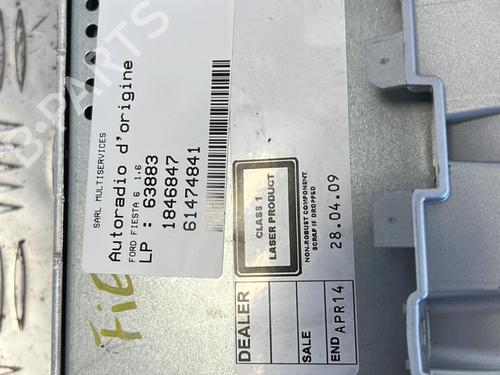 SARL MULTISERVICES
Autoradio d'origine
FORD FIESTA 6 1.6
LP : 63883
1846847
61474841
CLASS 1
LASER PRODUCT
NON.ROBUST COMPONENT
SCRAP IF DROPPED
28.04.09
DEALER
SALE
END APR14
B-PARTS